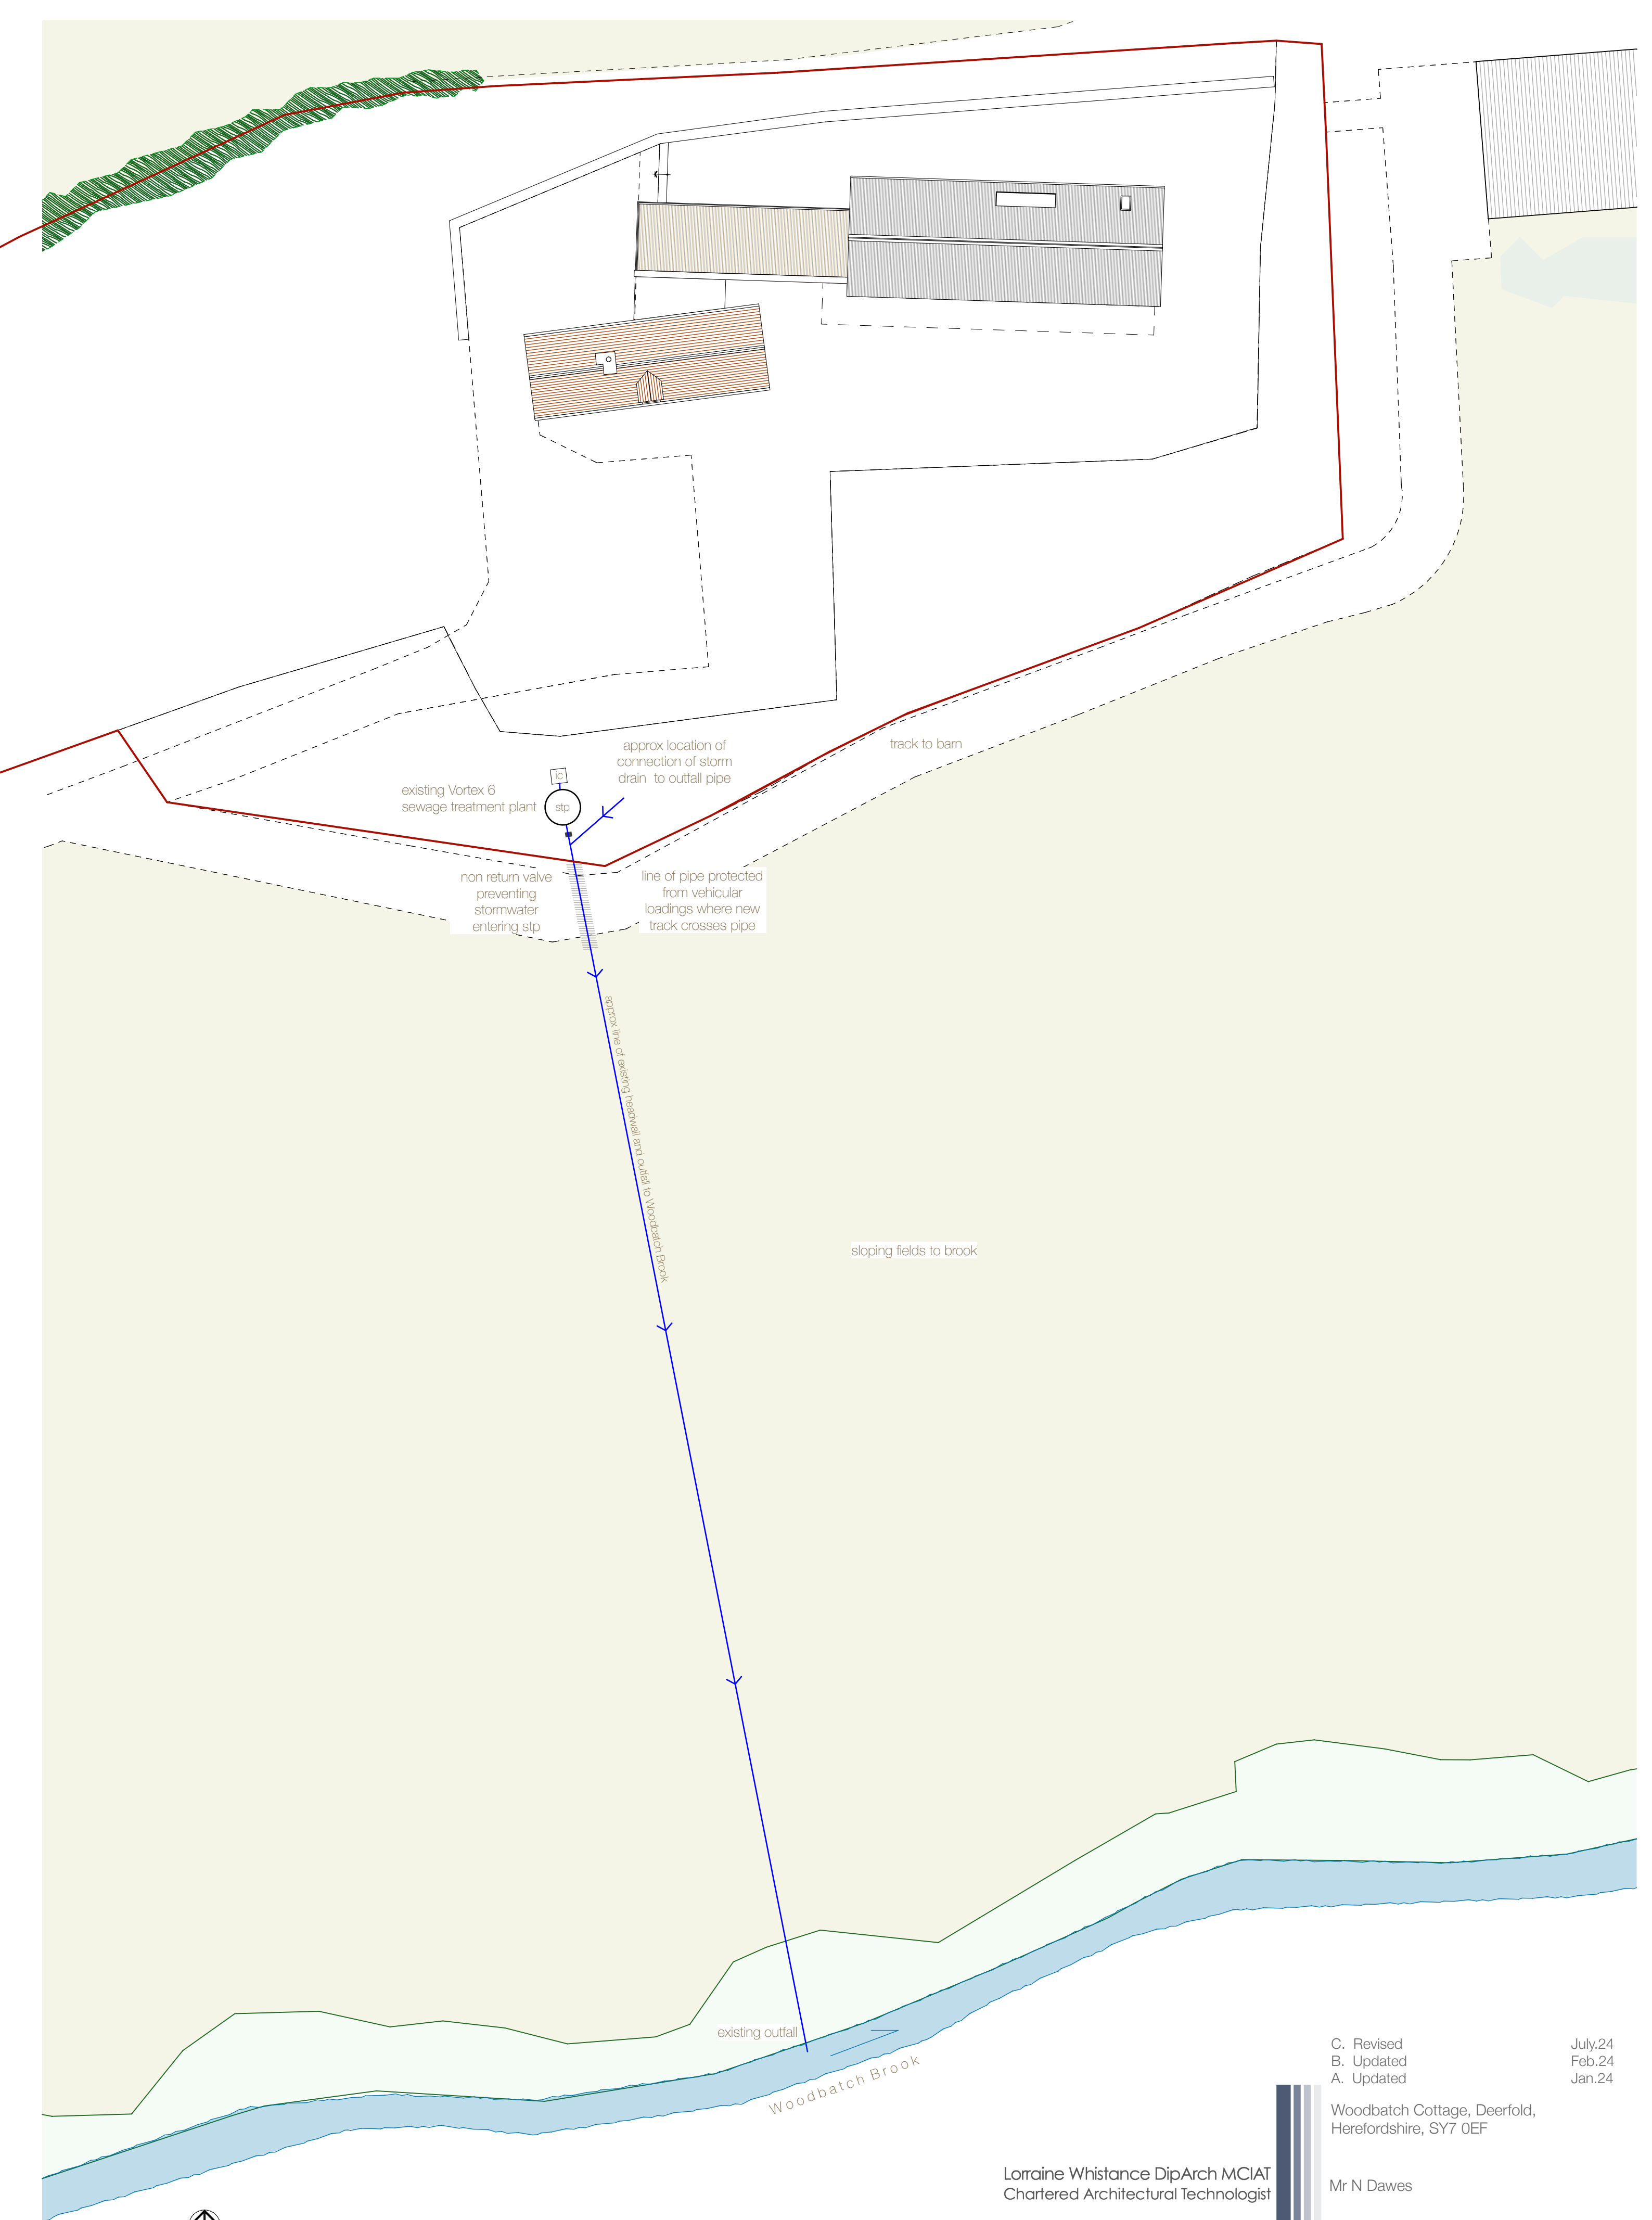 approx location of
connection of storm
drain to outfall pipe
track to barn
ic
existing Vortex 6
sewage treatment plant
stp
non return valve
preventing
stormwater
entering stp
line of pipe protected
from vehicular
loadings where new
track crosses pipe
approx line of existing headwall and outfall to Woodbatch Brook
sloping fields to brook
existing outfall
Woodbatch Brook
C. Revised July.24
B. Updated Feb.24
A. Updated Jan.24
Woodbatch Cottage, Deerfold,
Herefordshire, SY7 0EF
Lorraine Whistance DipArch MCIAT
Chartered Architectural Technologist
Mr N Dawes